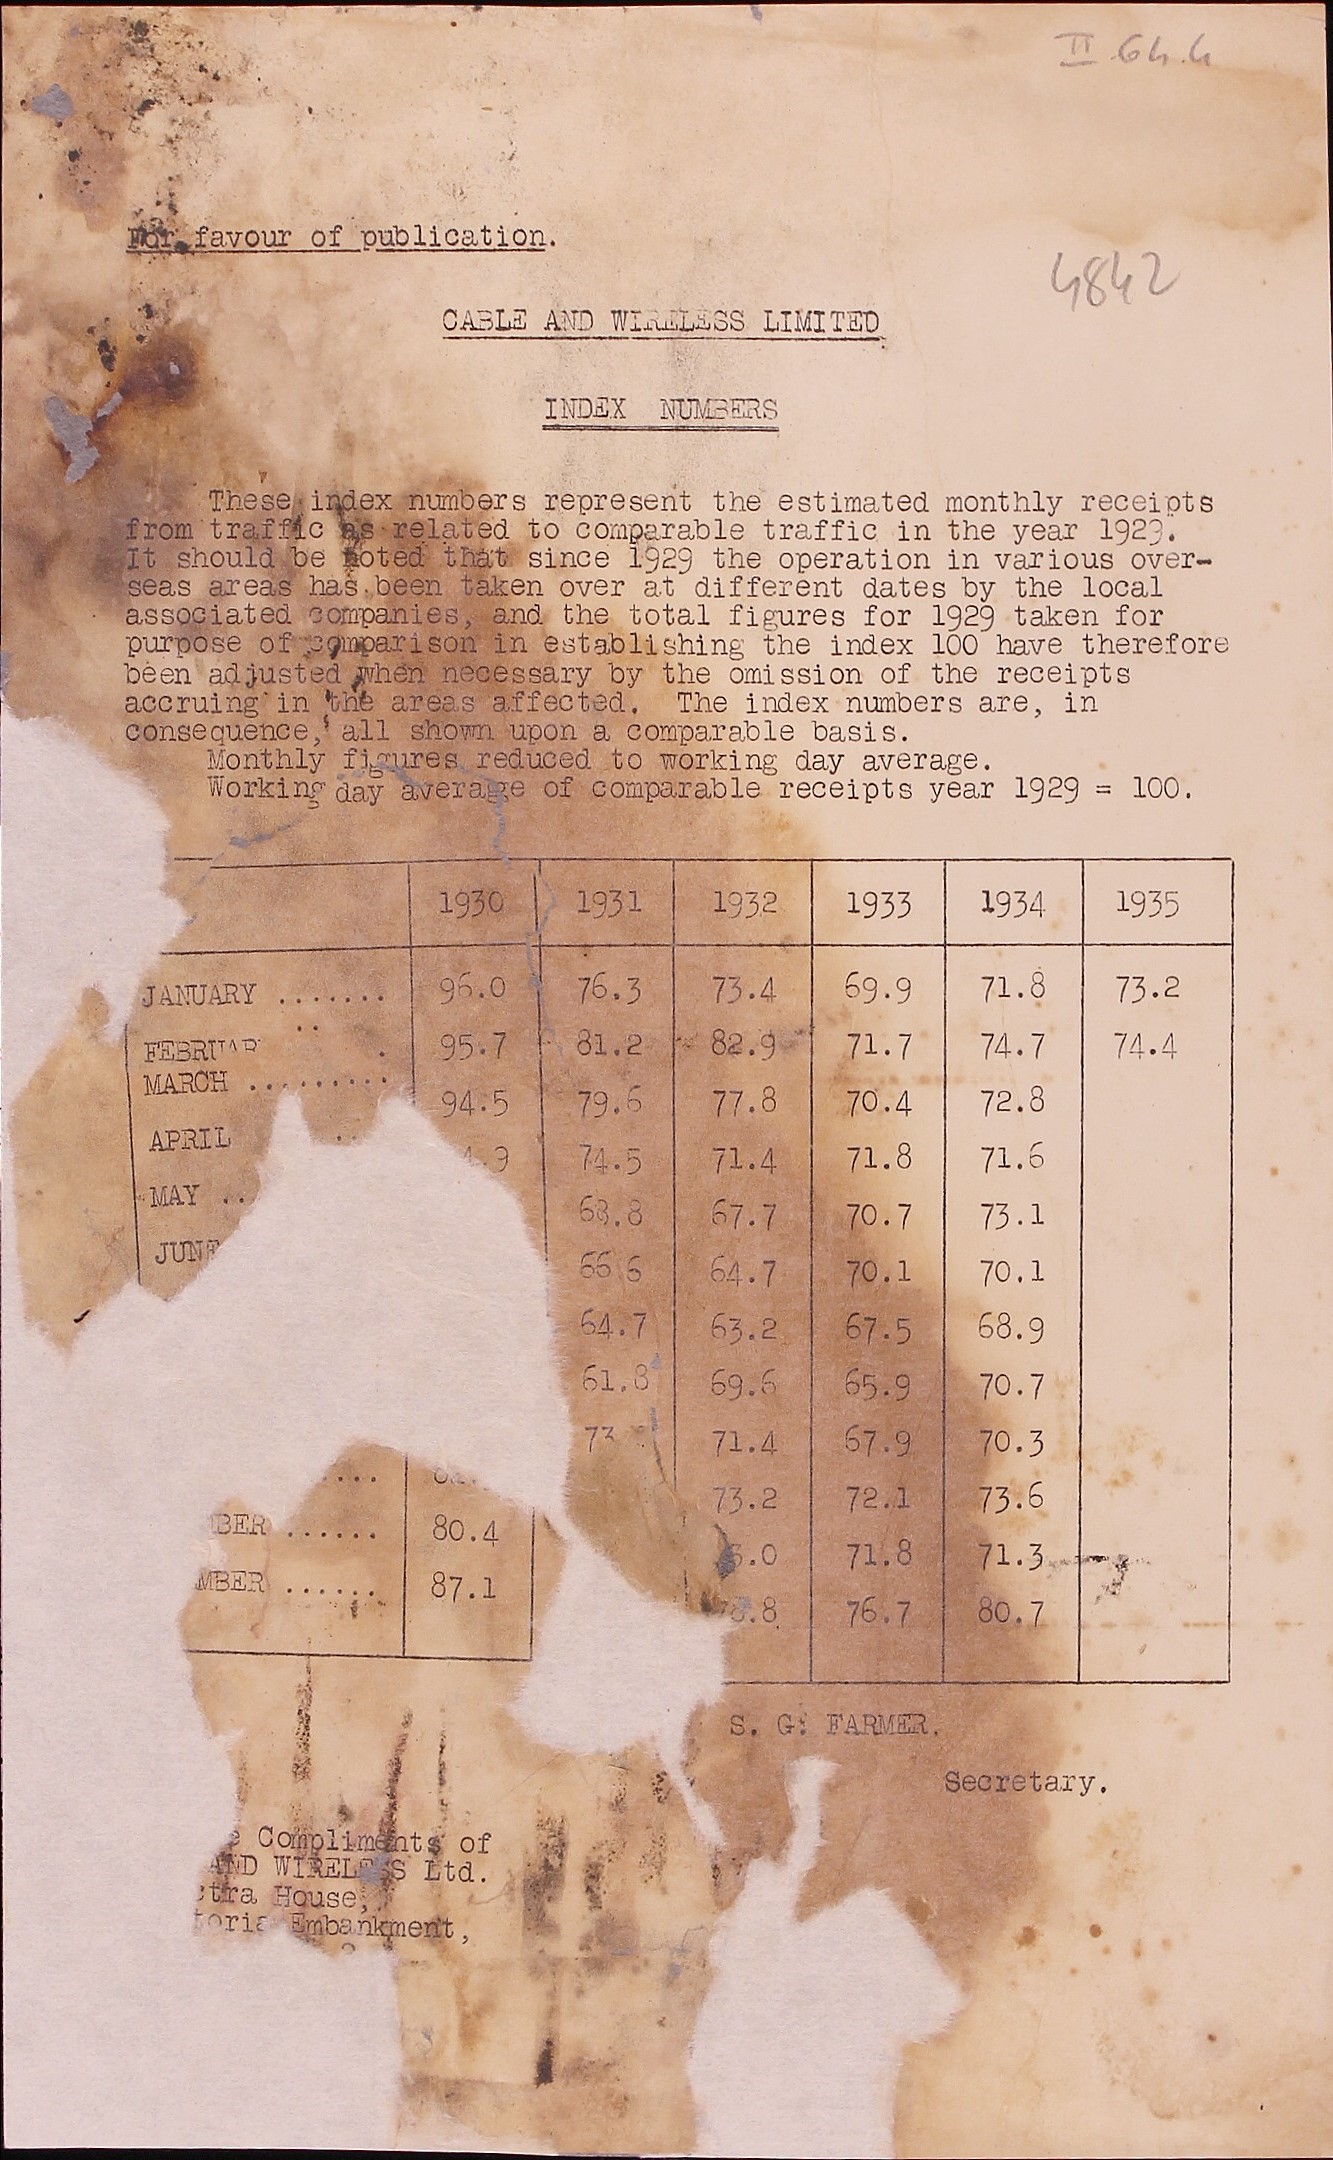 II 64.4
For favour of publication.
4842
CABLE AND WIRELESS LIMITED
INDEX NUMBERS
These index numbers represent the estimated monthly receipts
from traffic as related to comparable traffic in the year 1929.
It should be noted that since 1929 the operation in various over-
seas areas has been taken over at different dates by the local
associated companies, and the total figures for 1929 taken for
purpose of comparison in establishing the index 100 have therefore
been adjusted when necessary by the omission of the receipts
accruing in the areas affected. The index numbers are, in
consequence, all shown upon a comparable basis.
Monthly figures reduced to working day average.
Working day average of comparable receipts year 1929 = 100.
1930 1931 1932 1933 1934 1935
JANUARY ....... 96.0 76.3 73.4 69.9 71.8 73.2
95.7 81.2 82.9 71.7 74.7 74.4
MARCH ......... 94.5 79.6 77.8 70.4 72.8
APRIL 74.5 71.4 71.8 71.6
MAY .. 68.8 67.7 70.7 73.1
JUNE 66.6 64.7 70.1 70.1
64.7 63.2 67.5 68.9
61.8 69.6 65.9 70.7
71.4 67.9 70.3
.... 73.2 72.1 73.6
BER ...... 80.4 71.8 71.3
MBER ...... 87.1 76.7 80.7
S. G. FARMER.
Secretary.
Compliments of
AND WIRELESS Ltd.
House,
Embankment,